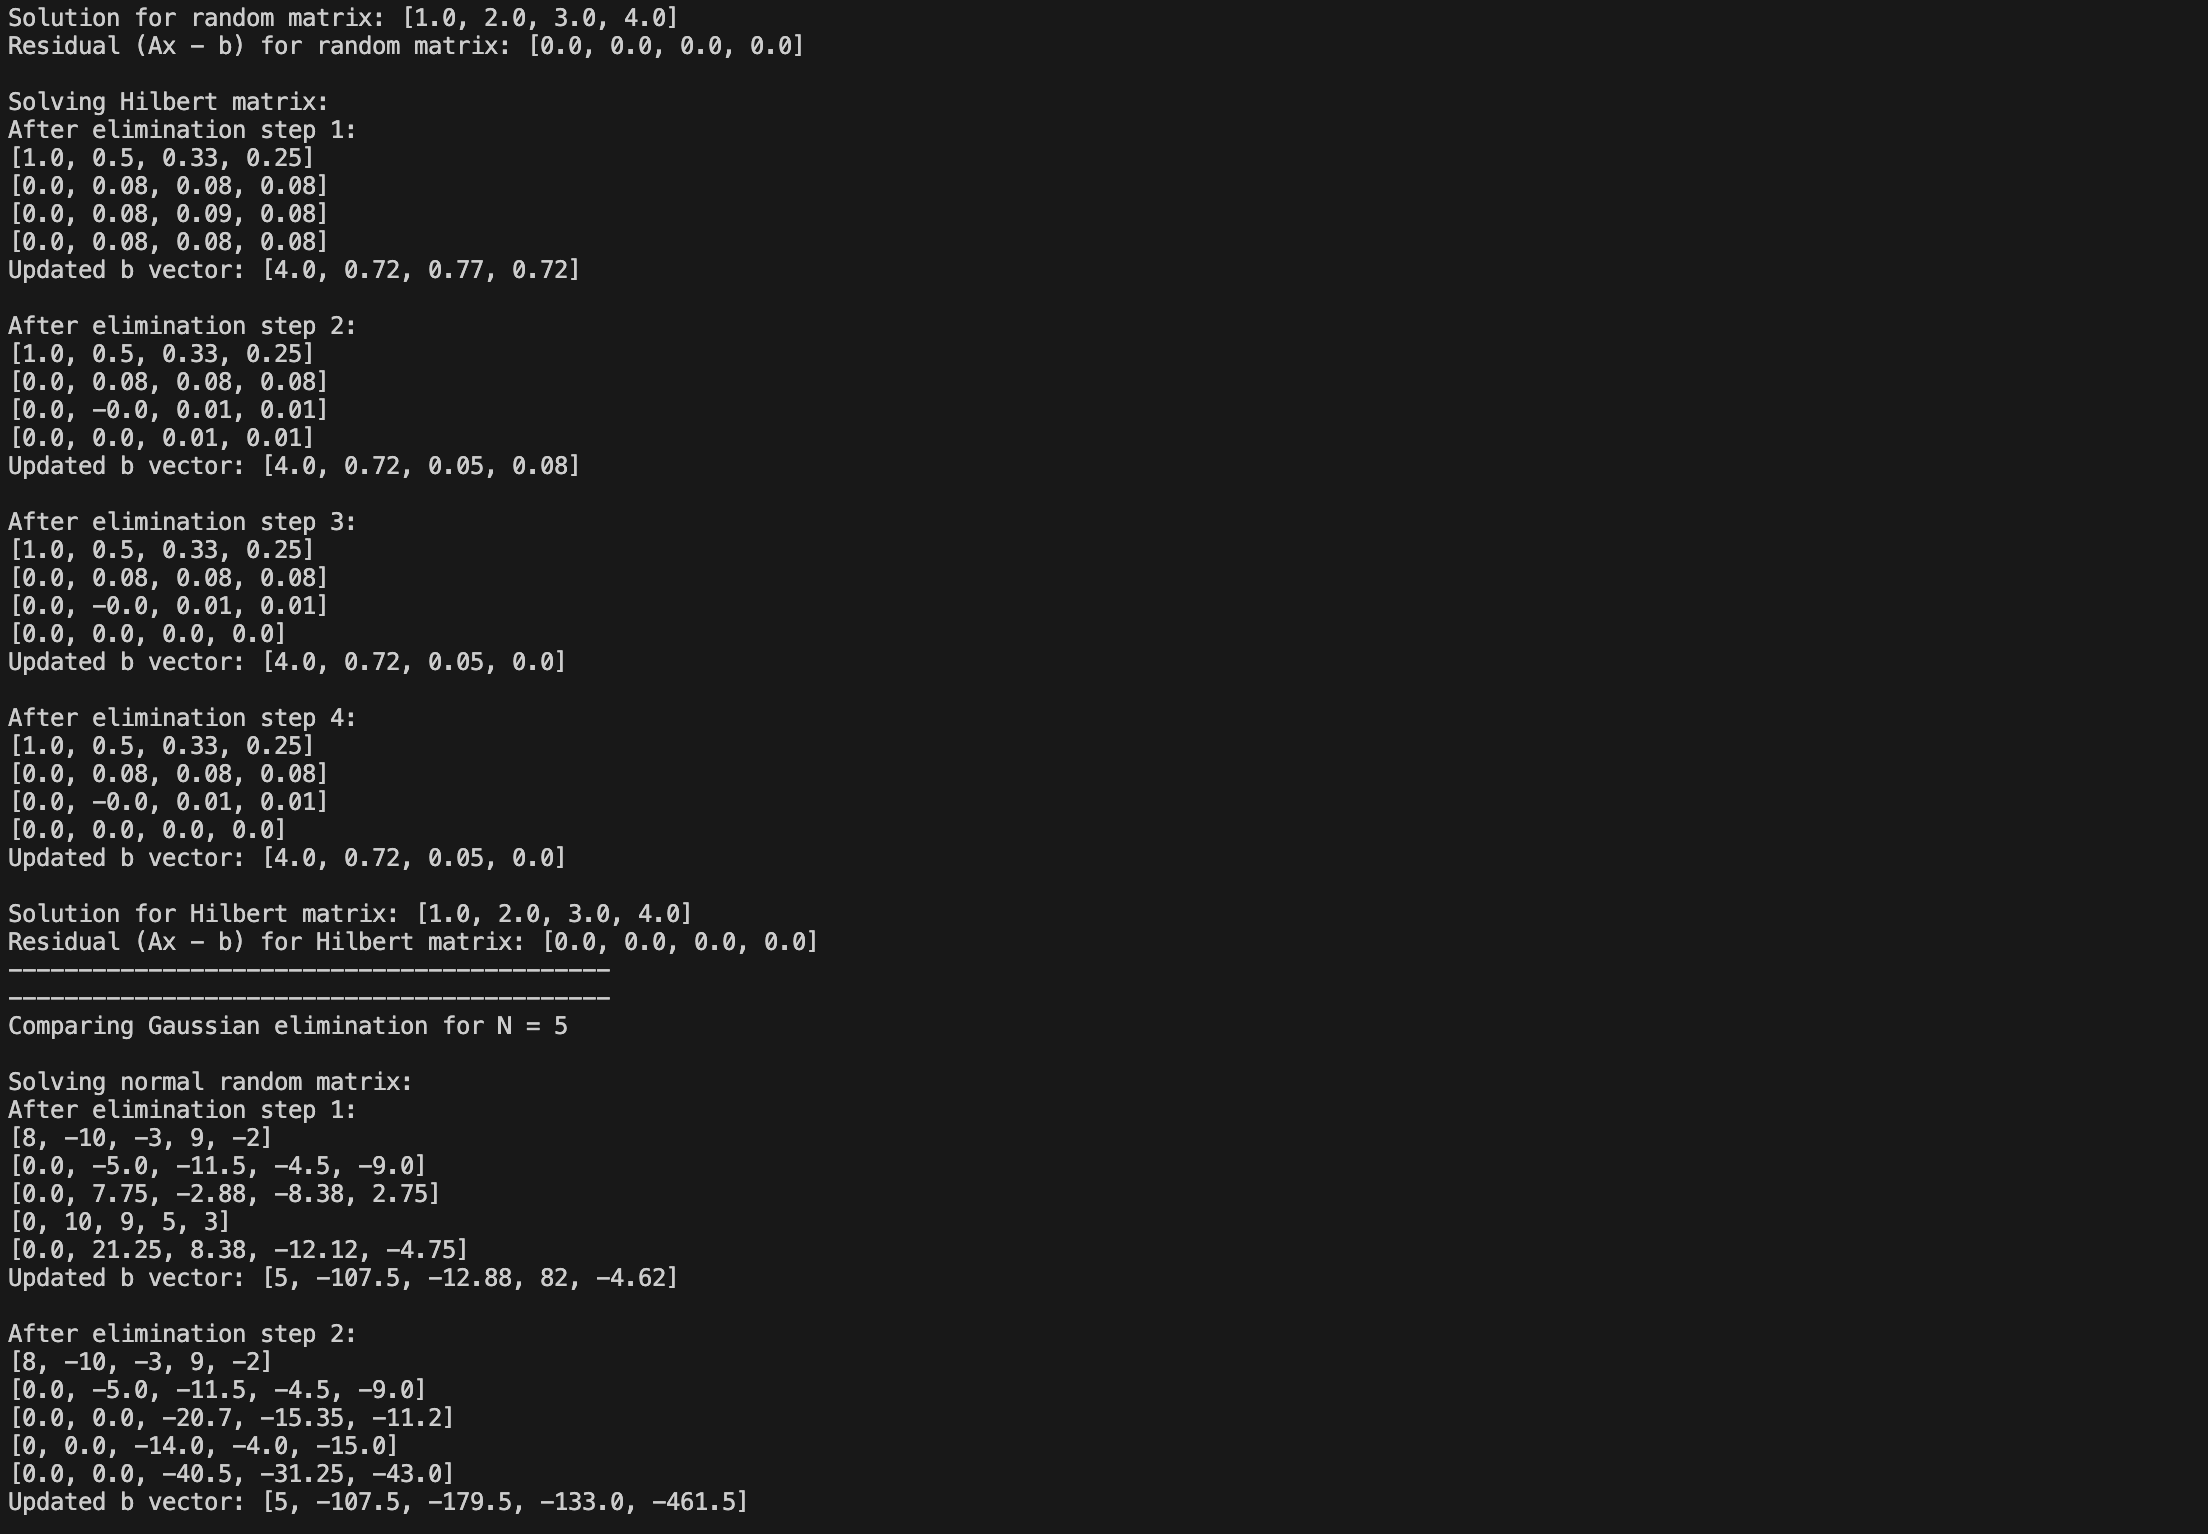 Solution for random matrix: [1.0, 2.0, 3.0, 4.0]
Residual (Ax - b) for random matrix: [0.0, 0.0, 0.0, 0.0]

Solving Hilbert matrix:
After elimination step 1:
[1.0, 0.5, 0.33, 0.25]
[0.0, 0.08, 0.08, 0.08]
[0.0, 0.08, 0.09, 0.08]
[0.0, 0.08, 0.08, 0.08]
Updated b vector: [4.0, 0.72, 0.77, 0.72]

After elimination step 2:
[1.0, 0.5, 0.33, 0.25]
[0.0, 0.08, 0.08, 0.08]
[0.0, -0.0, 0.01, 0.01]
[0.0, 0.0, 0.01, 0.01]
Updated b vector: [4.0, 0.72, 0.05, 0.08]

After elimination step 3:
[1.0, 0.5, 0.33, 0.25]
[0.0, 0.08, 0.08, 0.08]
[0.0, -0.0, 0.01, 0.01]
[0.0, 0.0, 0.0, 0.0]
Updated b vector: [4.0, 0.72, 0.05, 0.0]

After elimination step 4:
[1.0, 0.5, 0.33, 0.25]
[0.0, 0.08, 0.08, 0.08]
[0.0, -0.0, 0.01, 0.01]
[0.0, 0.0, 0.0, 0.0]
Updated b vector: [4.0, 0.72, 0.05, 0.0]

Solution for Hilbert matrix: [1.0, 2.0, 3.0, 4.0]
Residual (Ax - b) for Hilbert matrix: [0.0, 0.0, 0.0, 0.0]
-------------------------------------------
-------------------------------------------
Comparing Gaussian elimination for N = 5

Solving normal random matrix:
After elimination step 1:
[8, -10, -3, 9, -2]
[0.0, -5.0, -11.5, -4.5, -9.0]
[0.0, 7.75, -2.88, -8.38, 2.75]
[0, 10, 9, 5, 3]
[0.0, 21.25, 8.38, -12.12, -4.75]
Updated b vector: [5, -107.5, -12.88, 82, -4.62]

After elimination step 2:
[8, -10, -3, 9, -2]
[0.0, -5.0, -11.5, -4.5, -9.0]
[0.0, 0.0, -20.7, -15.35, -11.2]
[0, 0.0, -14.0, -4.0, -15.0]
[0.0, 0.0, -40.5, -31.25, -43.0]
Updated b vector: [5, -107.5, -179.5, -133.0, -461.5]